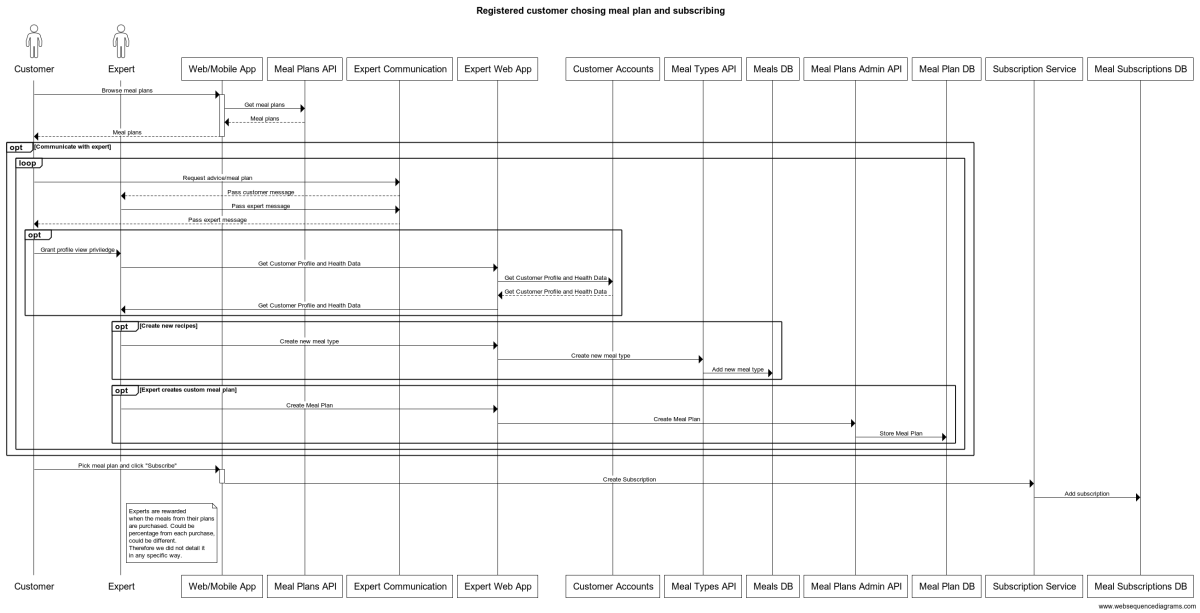 Registered customer chosing meal plan and subscribing
Customer
Expert
Web/Mobile App
Meal Plans API
Expert Communication
Expert Web App
Customer Accounts
Meal Types API
Meals DB
Meal Plans Admin API
Meal Plan DB
Subscription Service
Meal Subscriptions DB
Browse meal plans
Get meal plans
Meal plans
Meal plans
opt
[Communicate with expert]
loop
Request advice/meal plan
Pass customer message
Pass expert message
Pass expert message
opt
Grant profile view priviledge
Get Customer Profile and Health Data
Get Customer Profile and Health Data
Get Customer Profile and Health Data
Get Customer Profile and Health Data
opt
[Create new recipes]
Create new meal type
Create new meal type
Add new meal type
opt
[Expert creates custom meal plan]
Create Meal Plan
Create Meal Plan
Store Meal Plan
Pick meal plan and click "Subscribe"
Create Subscription
Add subscription
Experts are rewarded
when the meals from their plans
are purchased. Could be
percentage from each purchase,
could be different.
Therefore we did not detail it
in any specific way.
Customer
Expert
Web/Mobile App
Meal Plans API
Expert Communication
Expert Web App
Customer Accounts
Meal Types API
Meals DB
Meal Plans Admin API
Meal Plan DB
Subscription Service
Meal Subscriptions DB
www.websequencediagrams.com